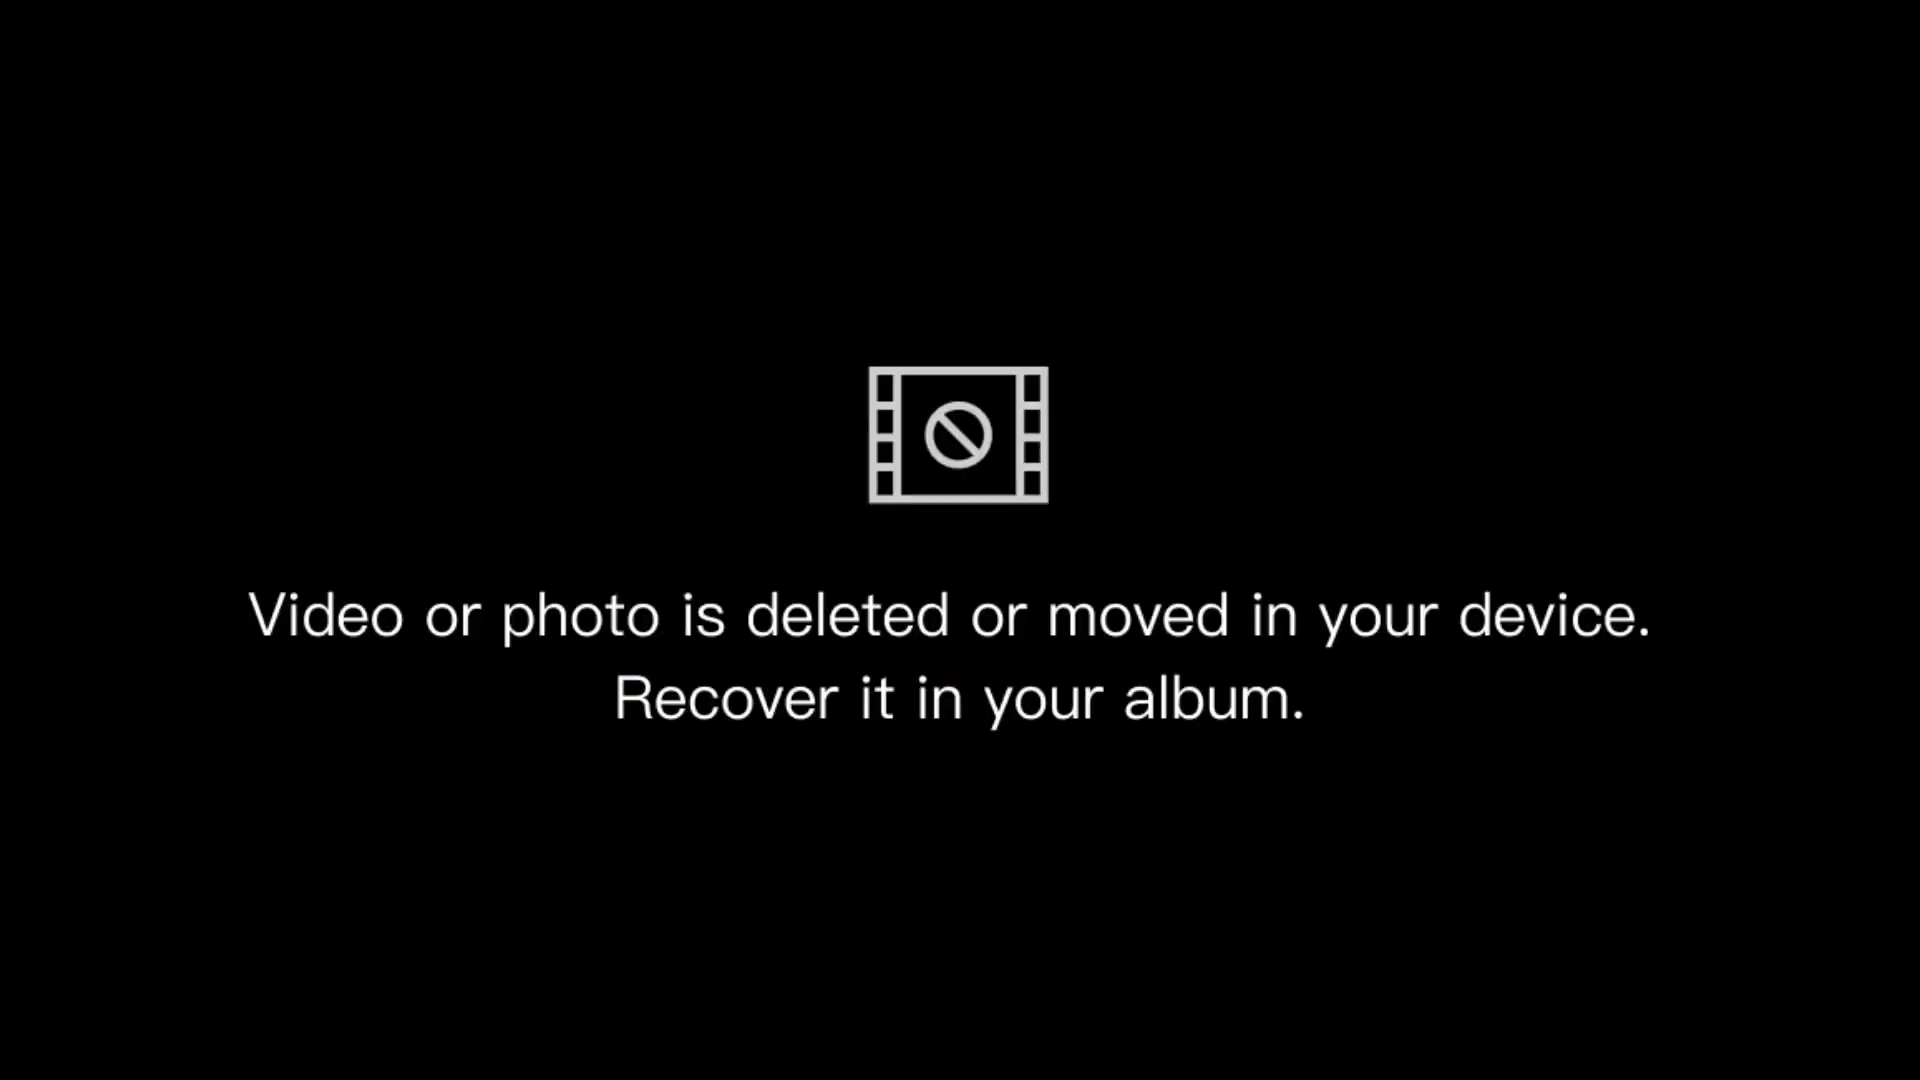 Video or photo is deleted or moved in your device.
Recover it in your album.